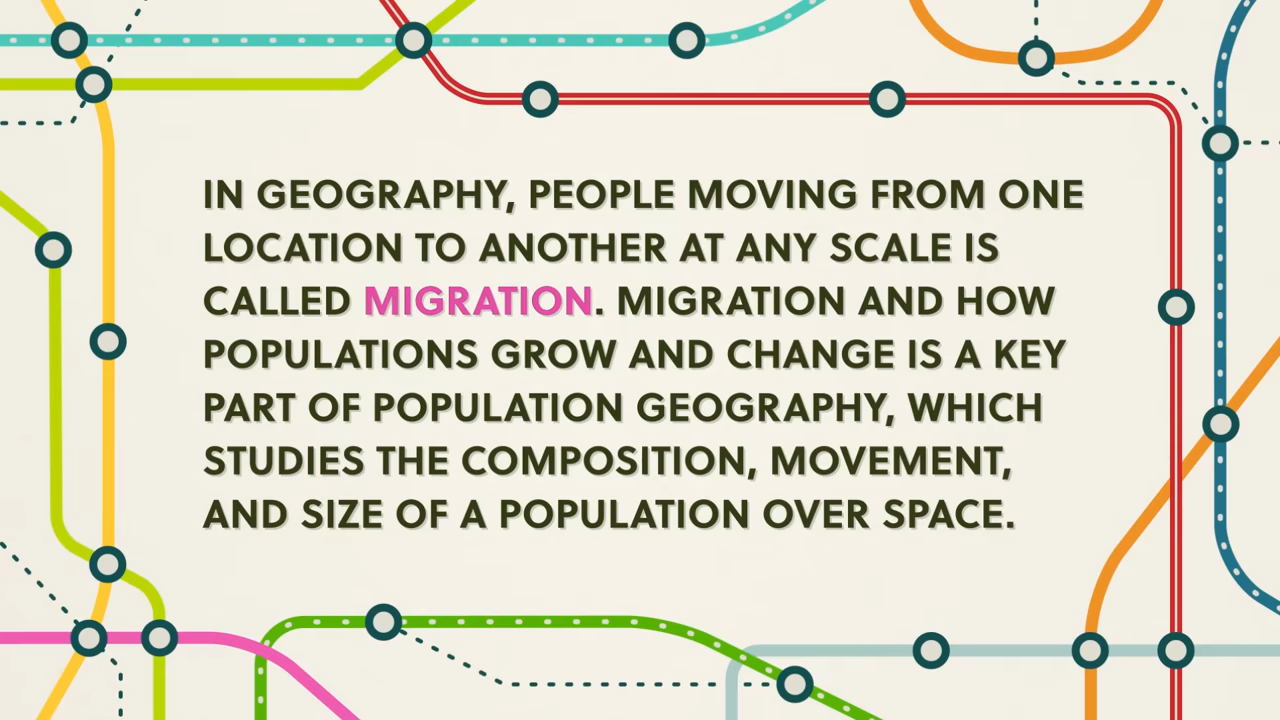 IN GEOGRAPHY, PEOPLE MOVING FROM ONE
LOCATION TO ANOTHER AT ANY SCALE IS
CALLED MIGRATION. MIGRATION AND HOW
POPULATIONS GROW AND CHANGE IS A KEY
PART OF POPULATION GEOGRAPHY, WHICH
STUDIES THE COMPOSITION, MOVEMENT,
AND SIZE OF A POPULATION OVER SPACE.